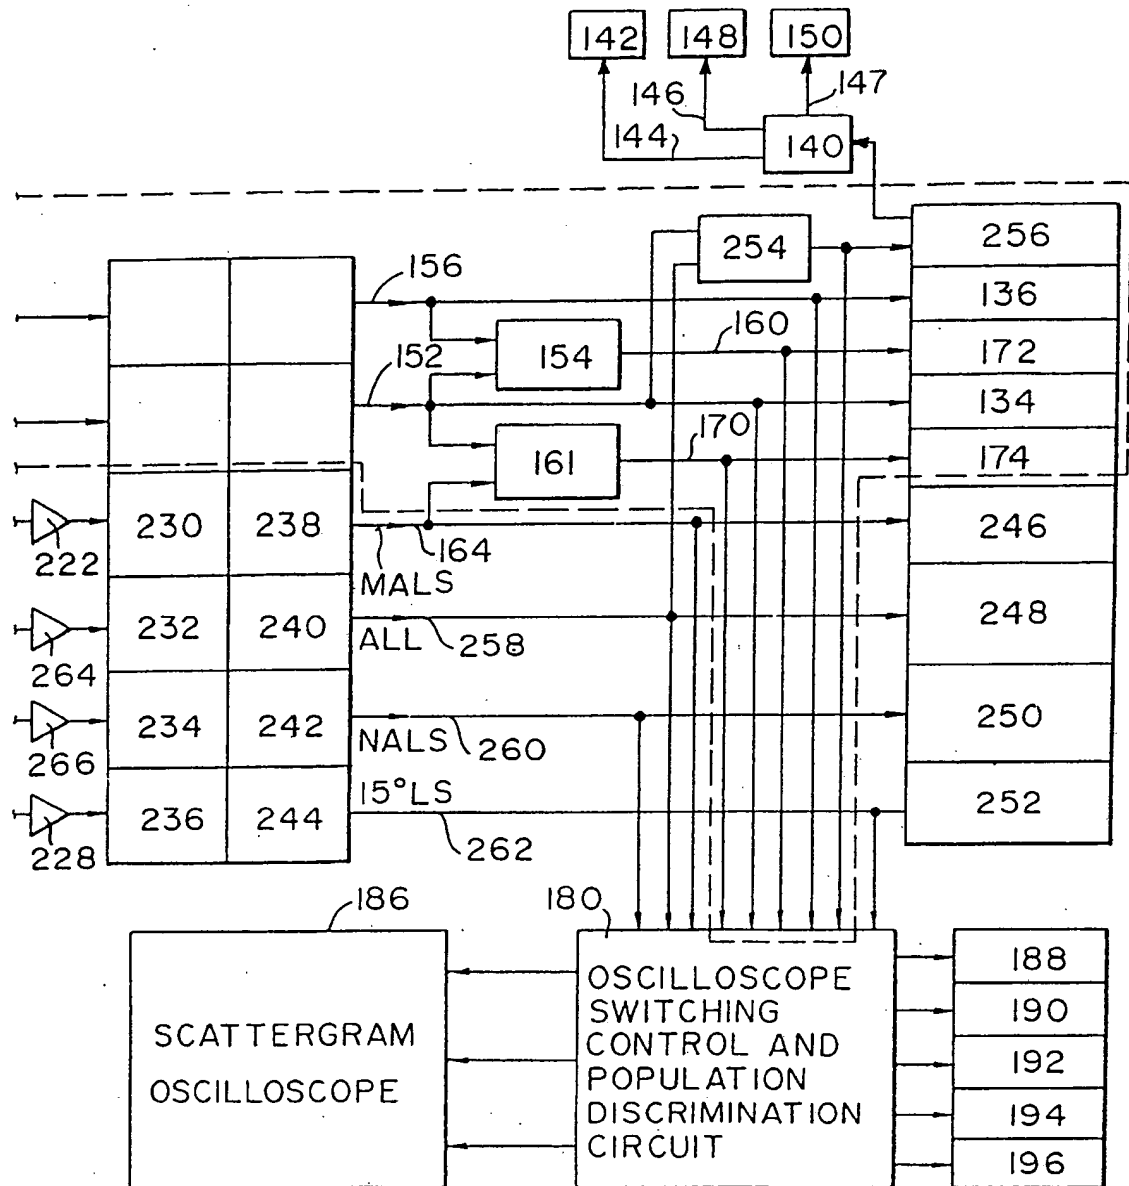 142 148 150
147
146
144
140
254 256
156
136
154 160 172
152
134
170
161 174
230 238 246
222 164
MALS
232 240 248
ALL 258
264
234 242 250
NALS 260
266
15°LS 252
236 244
228 262
186 180
OSCILLOSCOPE
SWITCHING
CONTROL AND
POPULATION
DISCRIMINATION
CIRCUIT
SCATTERGRAM
OSCILLOSCOPE
188
190
192
194
196